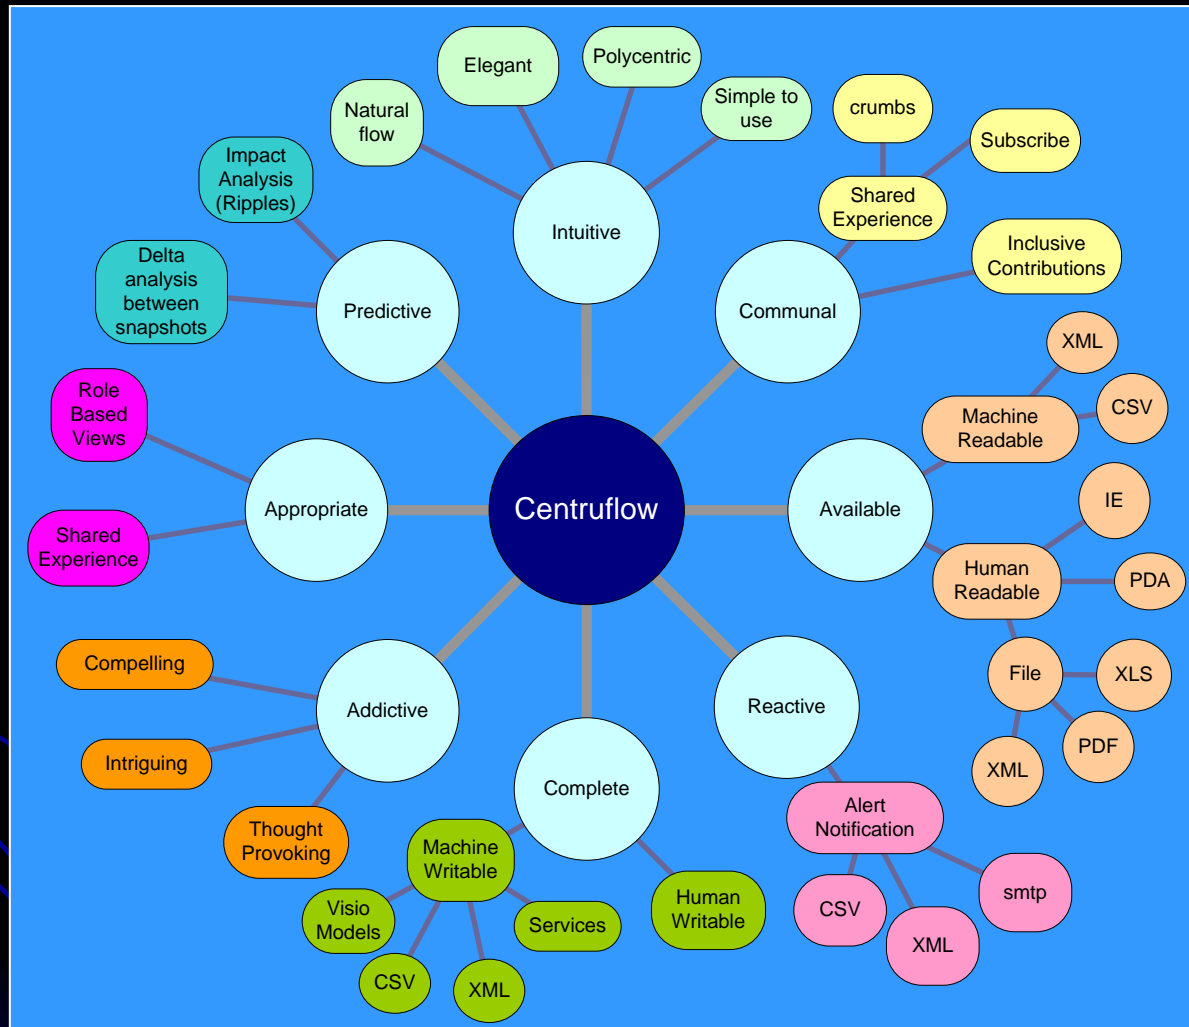 Elegant
Polycentric
Natural
flow
Simple to
use
crumbs
Subscribe
Impact
Analysis
(Ripples)
Shared
Experience
Intuitive
Inclusive
Contributions
Delta
analysis
between
snapshots
Predictive
Communal
XML
CSV
Role
Based
Views
Machine
Readable
Appropriate
Centruflow
Available
IE
Shared
Experience
Human
Readable
PDA
Compelling
File
XLS
Addictive
Reactive
Intriguing
PDF
XML
Complete
Thought
Provoking
Machine
Writable
Alert
Notification
Visio
Models
Services
Human
Writable
smtp
CSV
XML
CSV
XML